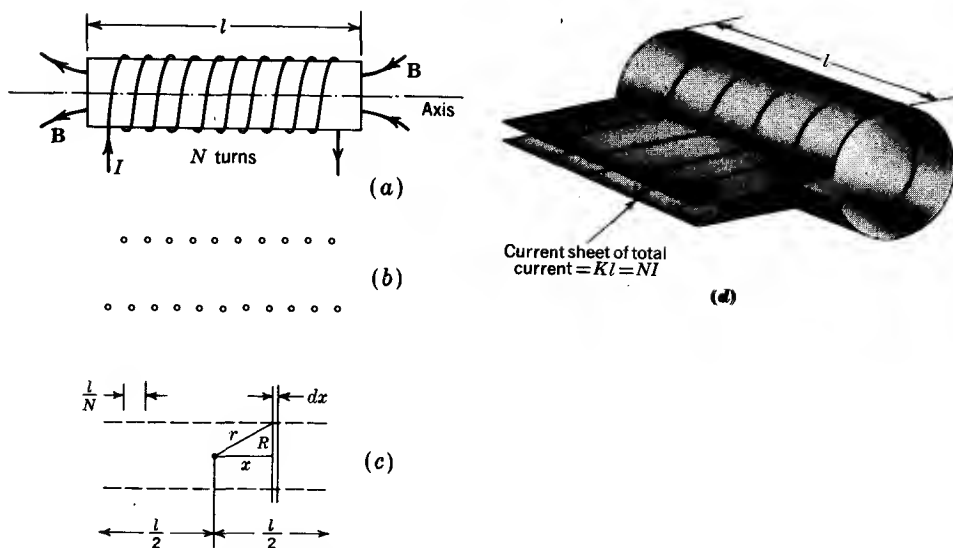 l
B
Axis
B
I
N turns
(a)
(b)
l/N
dx
r
R
x
(c)
l/2
l/2
l
Current sheet of total
current = Kl = NI
(d)